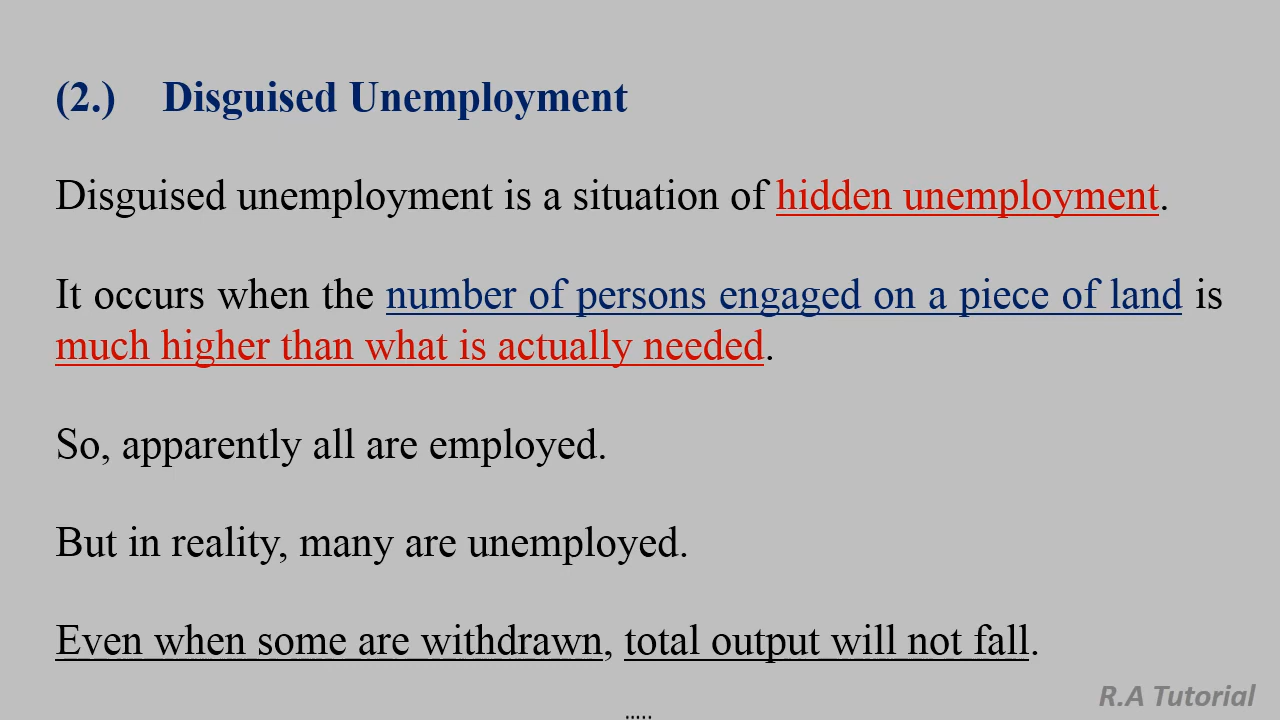 (2.) Disguised Unemployment
Disguised unemployment is a situation of hidden unemployment.
It occurs when the number of persons engaged on a piece of land is
much higher than what is actually needed.
So, apparently all are employed.
But in reality, many are unemployed.
Even when some are withdrawn, total output will not fall.
R.A Tutorial
.....